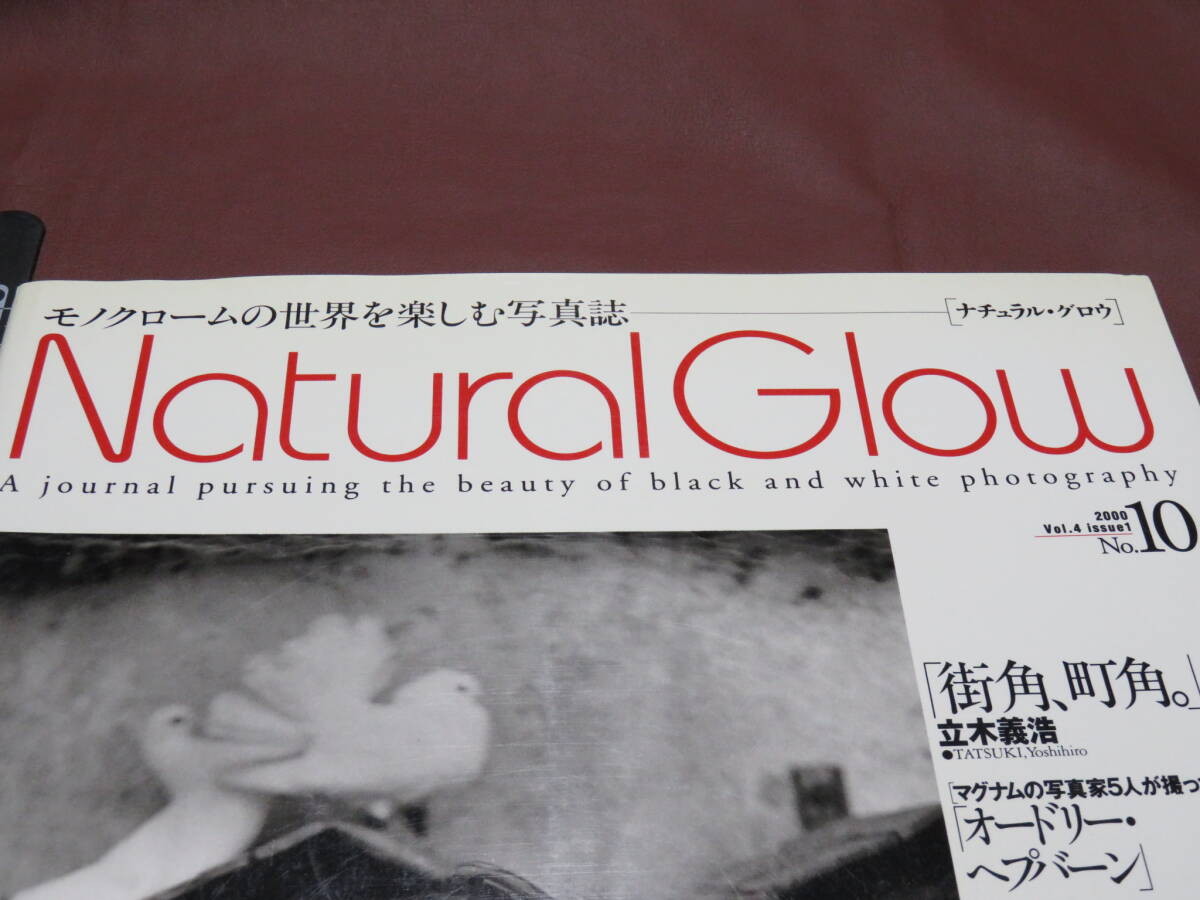 モノクロームの世界を楽しむ写真誌
[ナチュラル・グロウ]
Natural Glow
A journal pursuing the beauty of black and white photography
2000
Vol.4 issue1
No.10
「街角、町角。」
立木義浩
●TATSUKI,Yoshihiro
[マグナムの写真家5人が撮っ
「オードリー・
ヘプバーン」